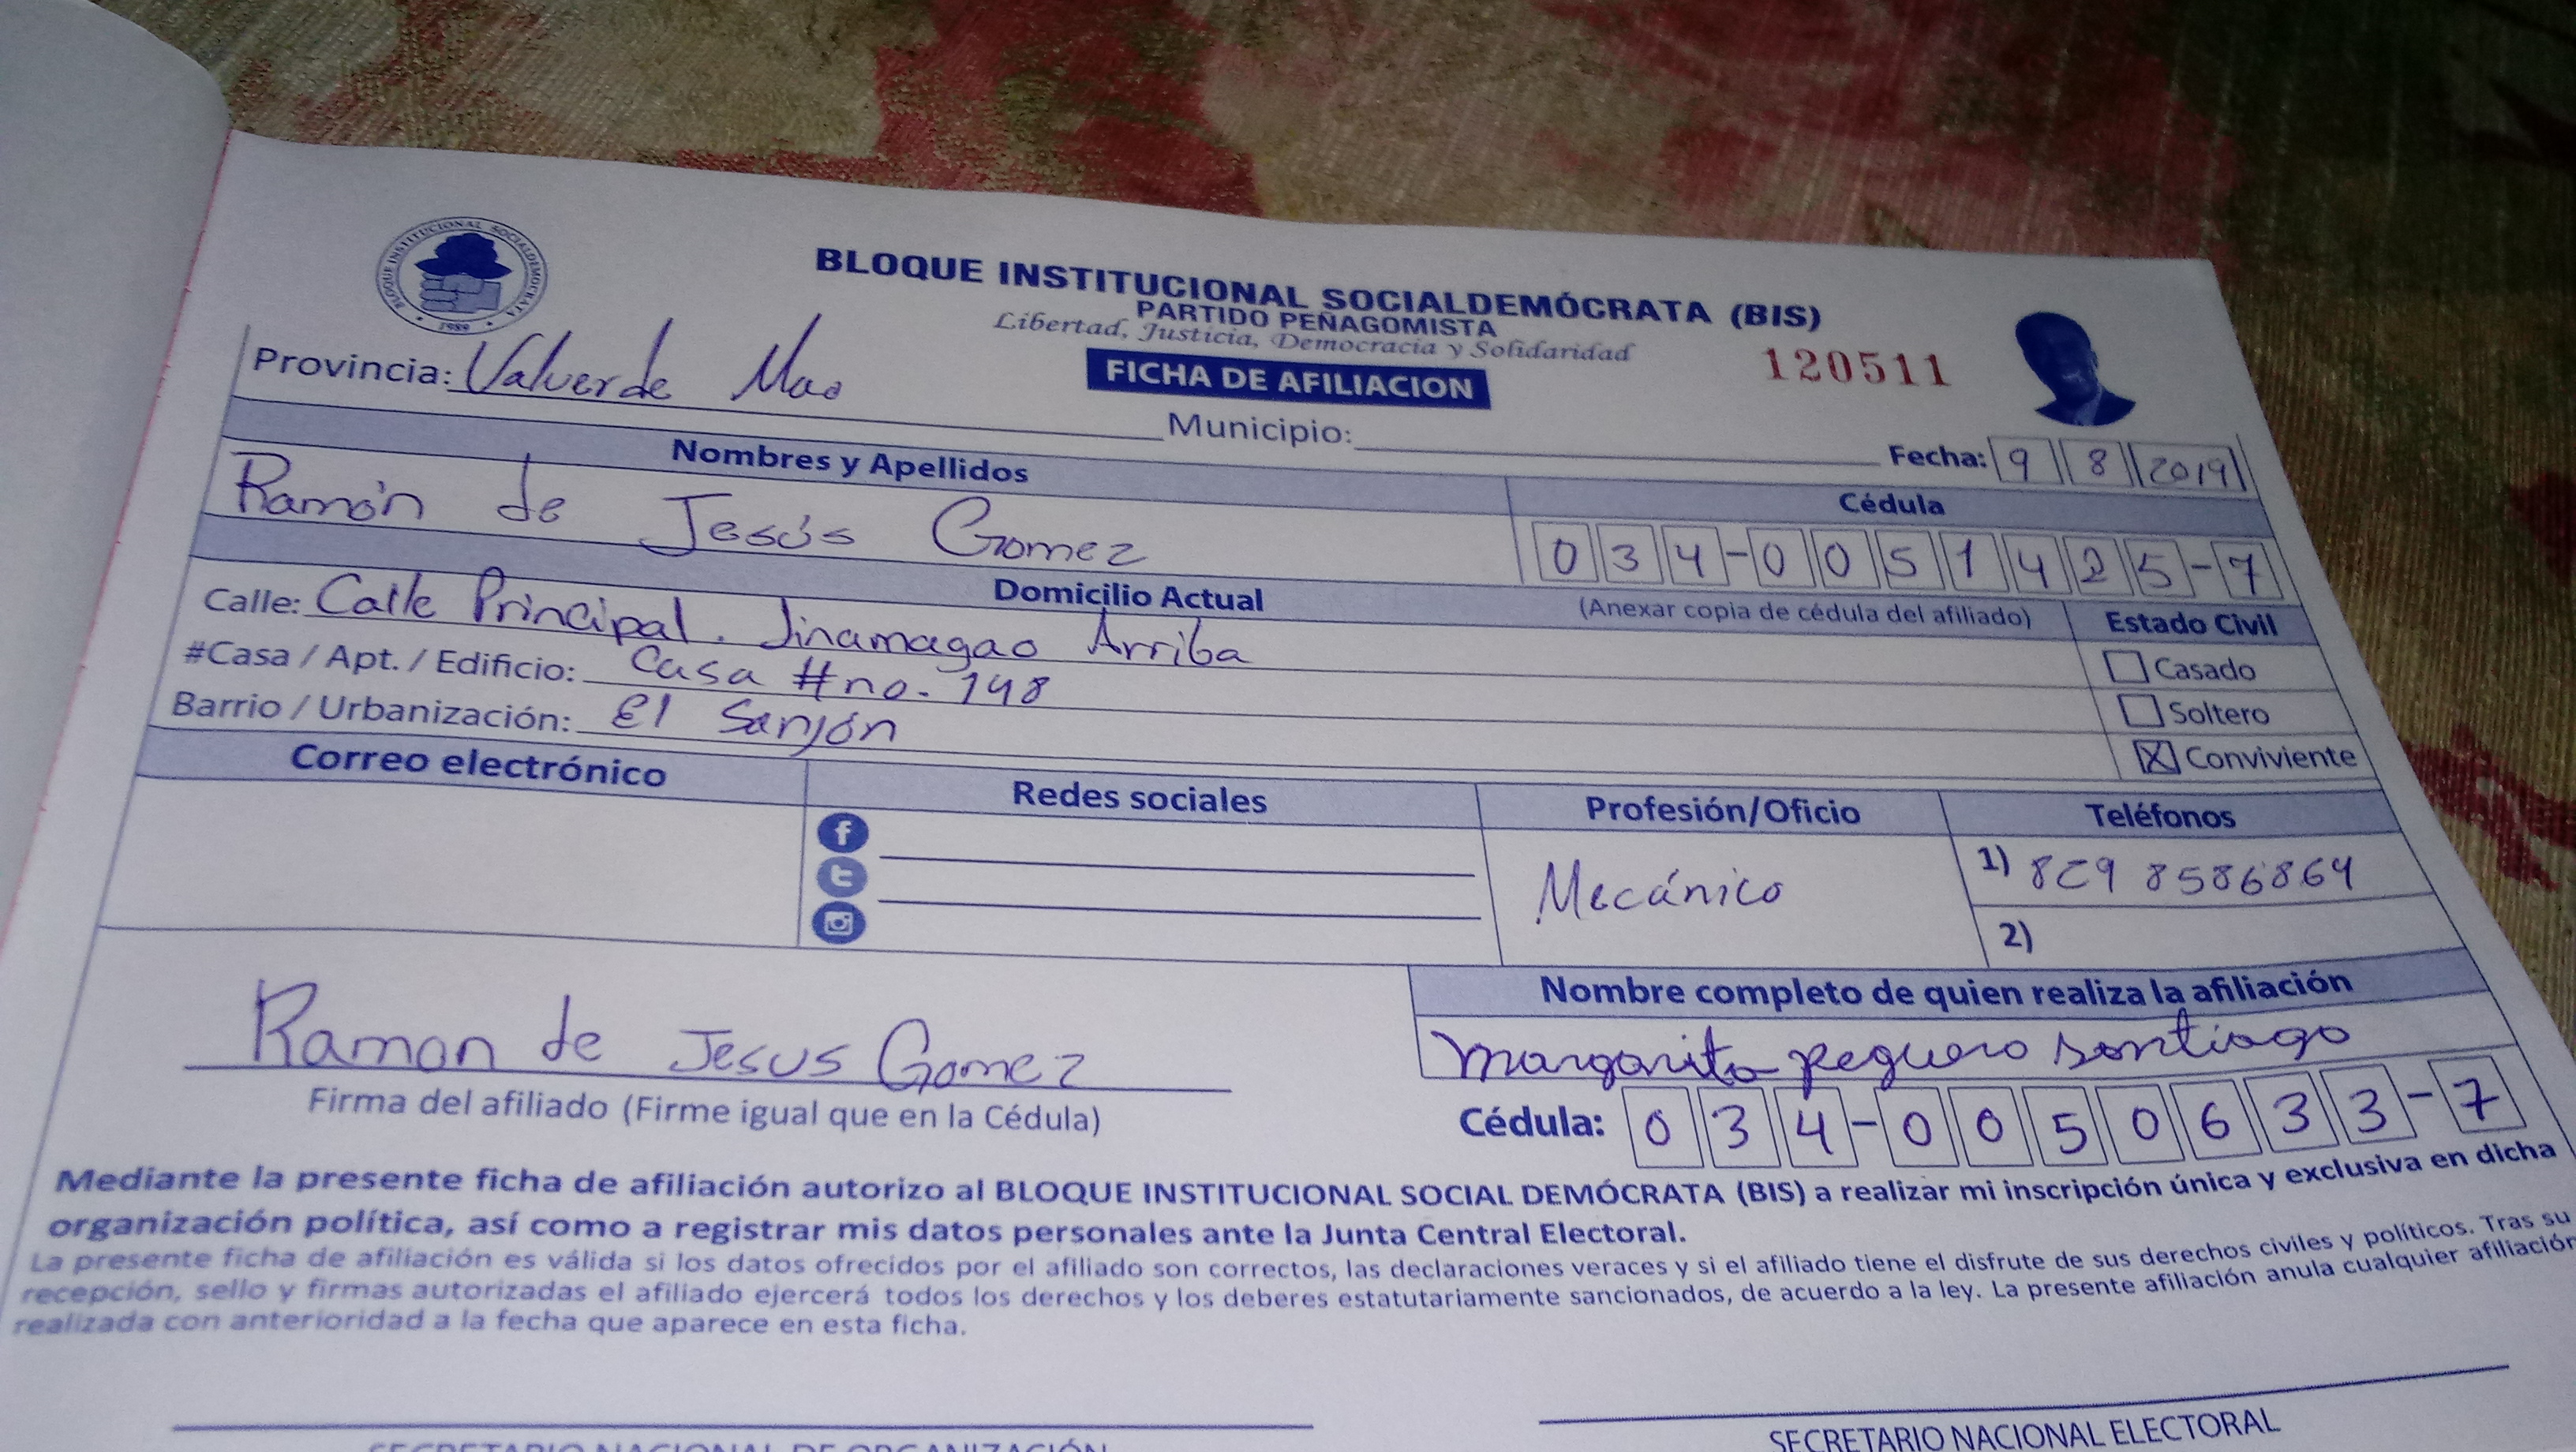 BLOQUE INSTITUCIONAL SOCIALDEMOCRATA
1989
BLOQUE INSTITUCIONAL SOCIALDEMÓCRATA (BIS)
PARTIDO PEÑAGOMISTA
Libertad, Justicia, Democracia y Solidaridad
FICHA DE AFILIACION
120511
Provincia: Valverde Mao
Municipio:
Fecha: 9 8 2019
Nombres y Apellidos
Cédula
Ramón de Jesús Gomez
034-0051425-7
Domicilio Actual
(Anexar copia de cédula del afiliado)
Estado Civil
Calle: Calle Principal. Jinamagao Arriba
Casado
#Casa / Apt. / Edificio: Casa #no. 148
Soltero
Barrio / Urbanización: El Sanjón
X Conviviente
Correo electrónico
Redes sociales
Profesión/Oficio
Teléfonos
Mecánico
1) 829 8586864
2)
Nombre completo de quien realiza la afiliación
Margarita peguero santiago
Ramon de Jesus Gomez
Firma del afiliado (Firme igual que en la Cédula)
Cédula: 034-0050633-7
Mediante la presente ficha de afiliación autorizo al BLOQUE INSTITUCIONAL SOCIAL DEMÓCRATA (BIS) a realizar mi inscripción única y exclusiva en dicha
organización política, así como a registrar mis datos personales ante la Junta Central Electoral.
La presente ficha de afiliación es válida si los datos ofrecidos por el afiliado son correctos, las declaraciones veraces y si el afiliado tiene el disfrute de sus derechos civiles y políticos. Tras su
recepción, sello y firmas autorizadas el afiliado ejercerá todos los derechos y los deberes estatutariamente sancionados, de acuerdo a la ley. La presente afiliación anula cualquier afiliación
realizada con anterioridad a la fecha que aparece en esta ficha.
SECRETARIO NACIONAL DE ORGANIZACIÓN
SECRETARIO NACIONAL ELECTORAL